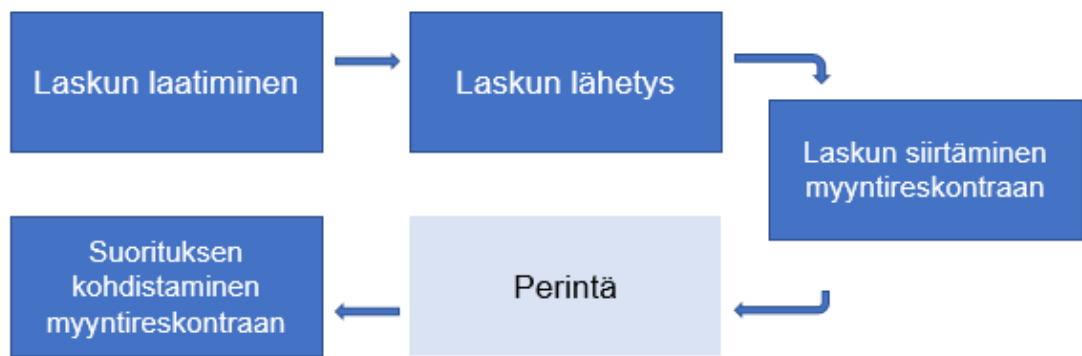 Laskun laatiminen
Laskun lähetys
Laskun siirtäminen
myyntireskontraan
Perintä
Suorituksen
kohdistaminen
myyntireskontraan